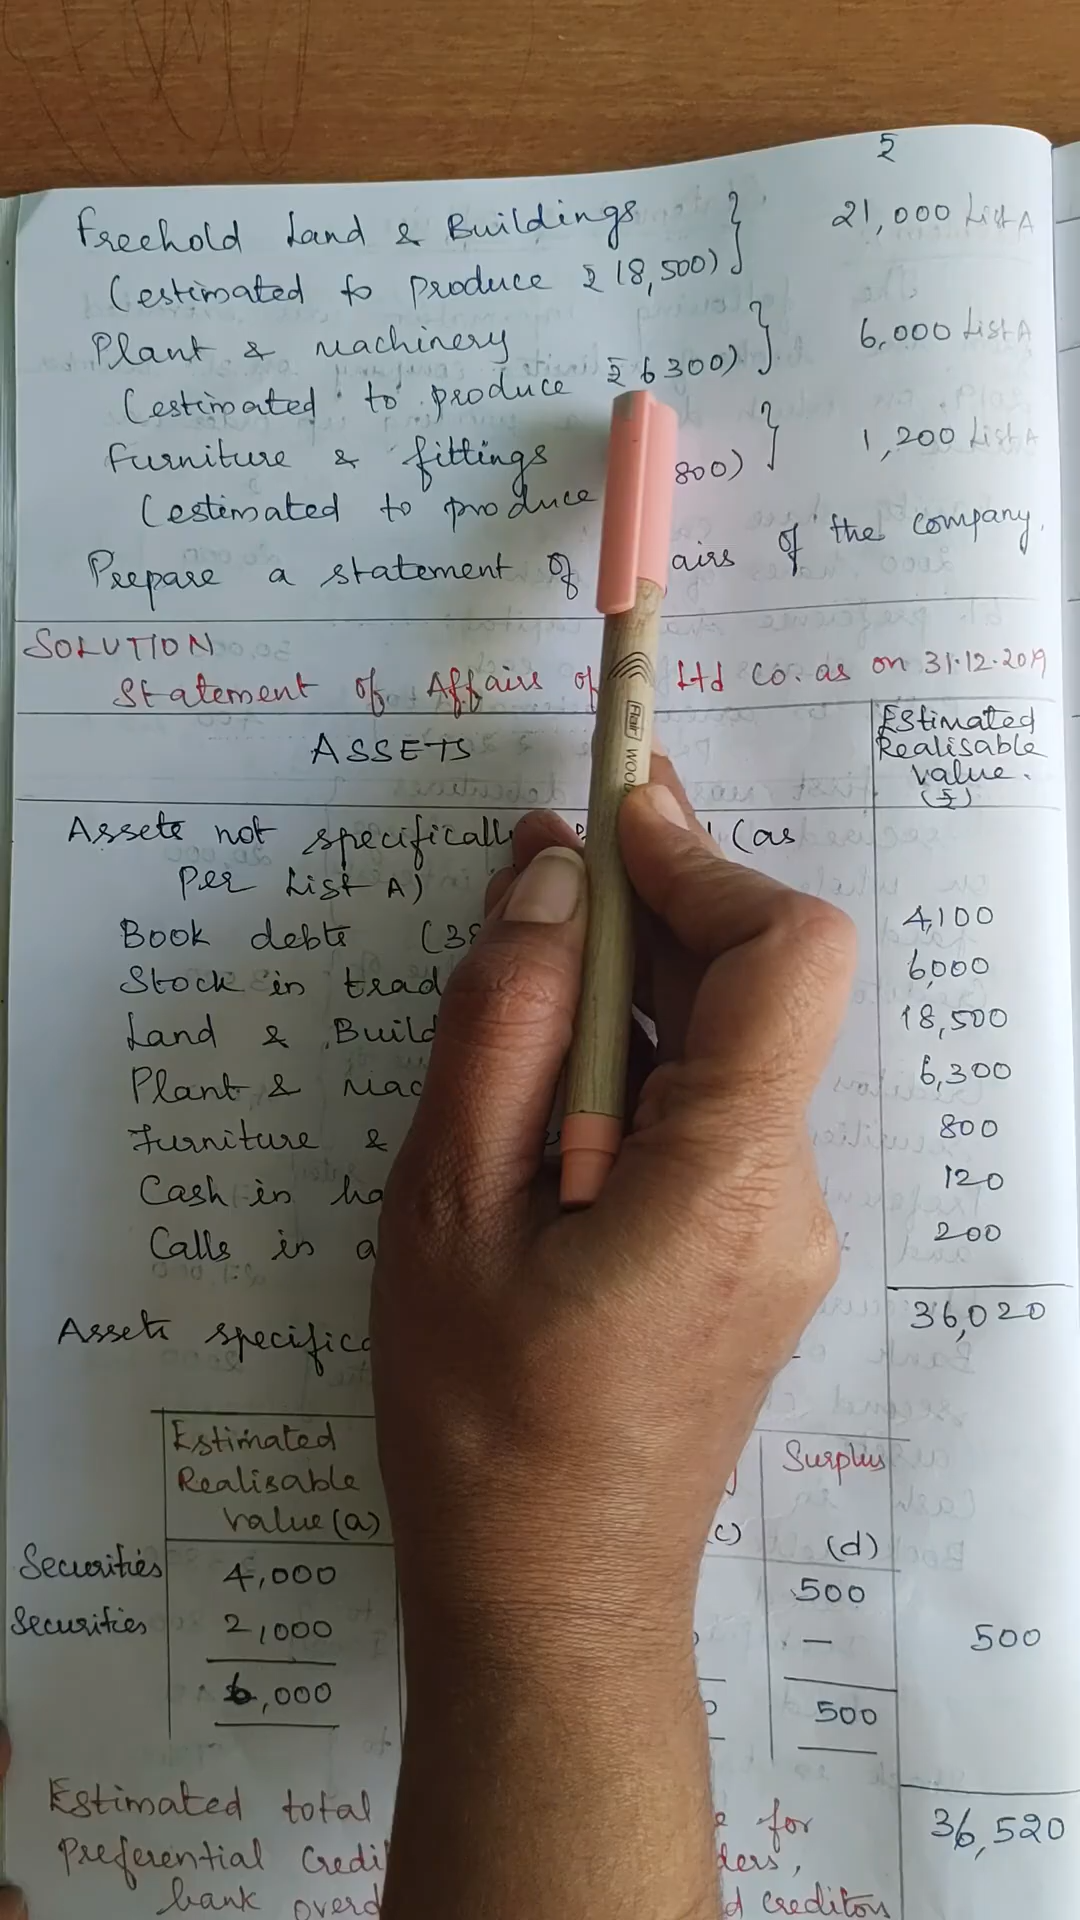 ₹
Freehold Land & Buildings } 21,000 List A
(estimated to produce ₹ 18,500)
Plant & Machinery } 6,000 List A
(estimated to produce ₹ 6300)
Furniture & fittings } 1,200 List A
(estimated to produce 800)
Prepare a statement of airs of the company.
SOLUTION
Statement of Affairs of Ltd Co. as on 31.12.2019
ASSETS Estimated
Realisable
value.
(₹)
Assets not specifically (as
per List A)
Book debts (38 4,100
Stock in trad 6,000
Land & Build 18,500
Plant & Mac 6,300
Furniture & 800
Cash in ha 120
Calls in a 200
36,020
Assets specifica
Estimated Surplus
Realisable
value (a) (c) (d)
Securities 4,000 500
Securities 2,000 — 500
6,000 500
Estimated total for 36,520
Preferential Credi ders,
bank overd d creditors
Flair WOOD